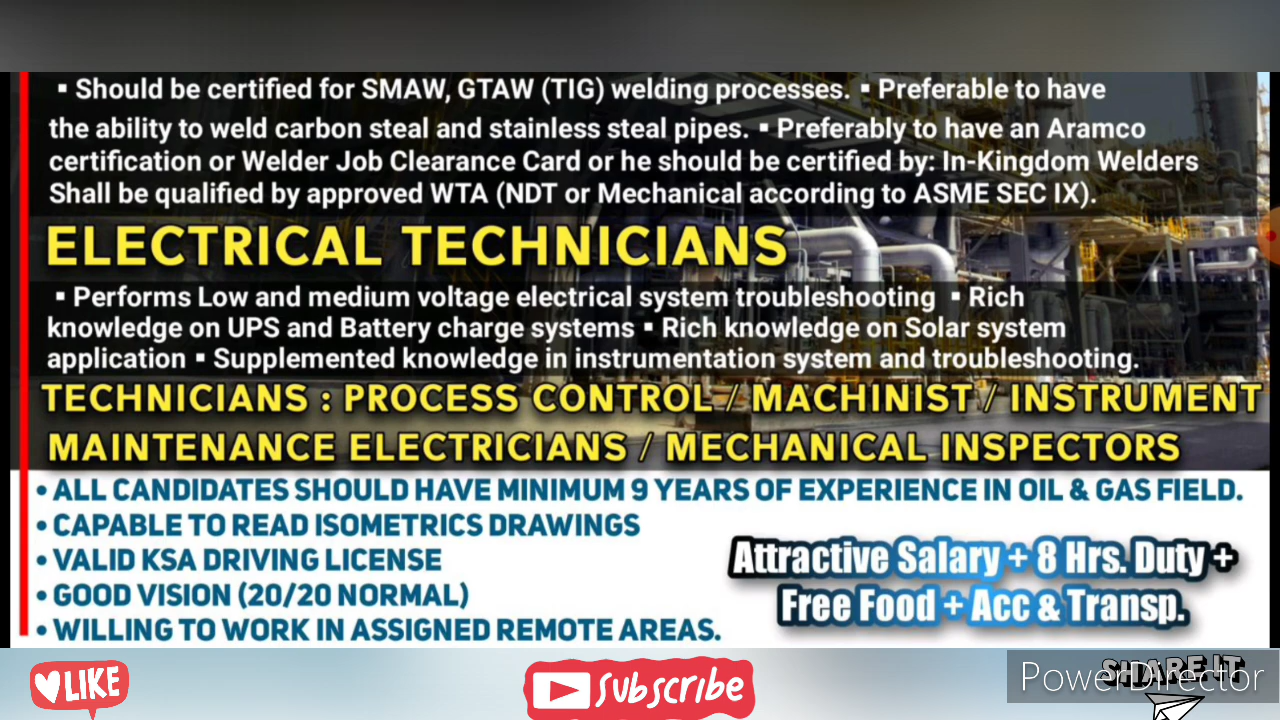 ▪ Should be certified for SMAW, GTAW (TIG) welding processes. ▪ Preferable to have
the ability to weld carbon steal and stainless steal pipes. ▪ Preferably to have an Aramco
certification or Welder Job Clearance Card or he should be certified by: In-Kingdom Welders
Shall be qualified by approved WTA (NDT or Mechanical according to ASME SEC IX).
ELECTRICAL TECHNICIANS
▪ Performs Low and medium voltage electrical system troubleshooting ▪ Rich
knowledge on UPS and Battery charge systems ▪ Rich knowledge on Solar system
application ▪ Supplemented knowledge in instrumentation system and troubleshooting.
TECHNICIANS : PROCESS CONTROL / MACHINIST / INSTRUMENT
MAINTENANCE ELECTRICIANS / MECHANICAL INSPECTORS
• ALL CANDIDATES SHOULD HAVE MINIMUM 9 YEARS OF EXPERIENCE IN OIL & GAS FIELD.
• CAPABLE TO READ ISOMETRICS DRAWINGS
• VALID KSA DRIVING LICENSE
• GOOD VISION (20/20 NORMAL)
• WILLING TO WORK IN ASSIGNED REMOTE AREAS.
Attractive Salary + 8 Hrs. Duty +
Free Food + Acc & Transp.
LIKE
Subscribe
SHARE IT
PowerDirector